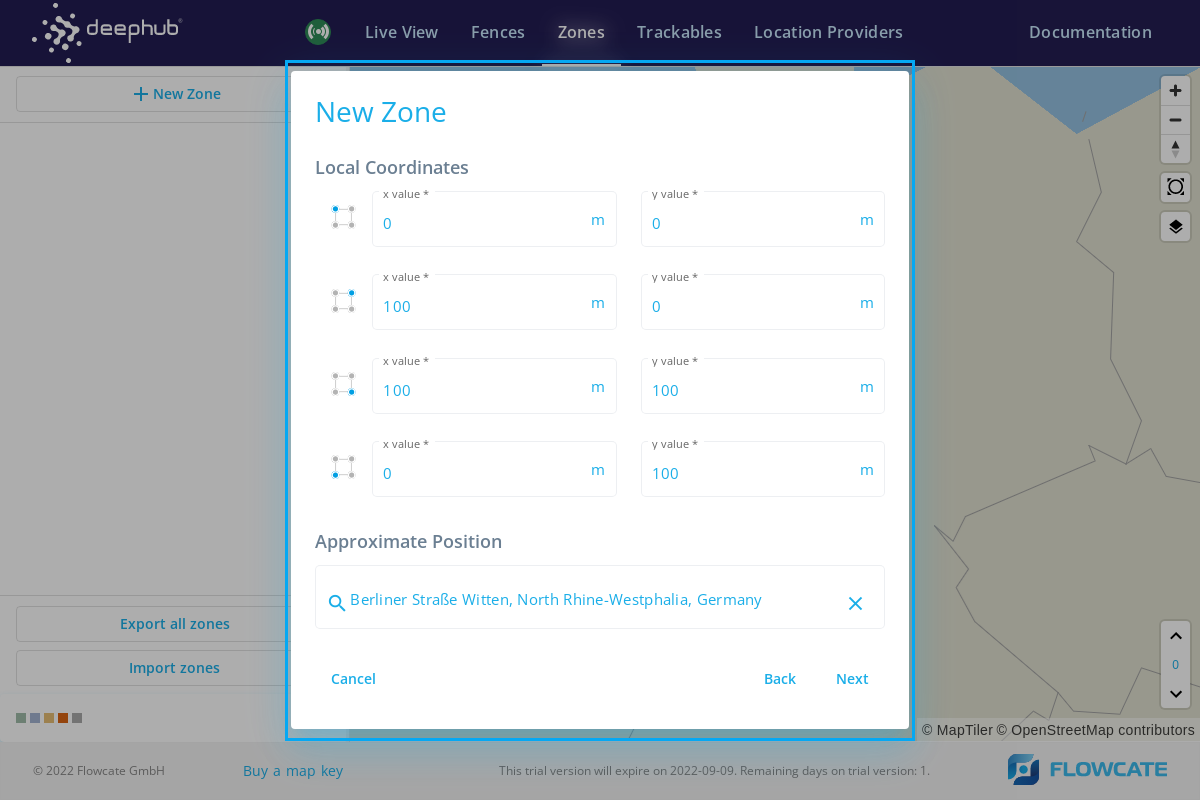 deephub®
Live View Fences Zones Trackables Location Providers Documentation
New Zone
New Zone
Local Coordinates
x value * y value *
0 m 0 m
x value * y value *
100 m 0 m
x value * y value *
100 m 100 m
x value * y value *
0 m 100 m
Approximate Position
Berliner Straße Witten, North Rhine-Westphalia, Germany
Cancel Back Next
Export all zones
Import zones
0
© MapTiler © OpenStreetMap contributors
© 2022 Flowcate GmbH Buy a map key This trial version will expire on 2022-09-09. Remaining days on trial version: 1. FLOWCATE